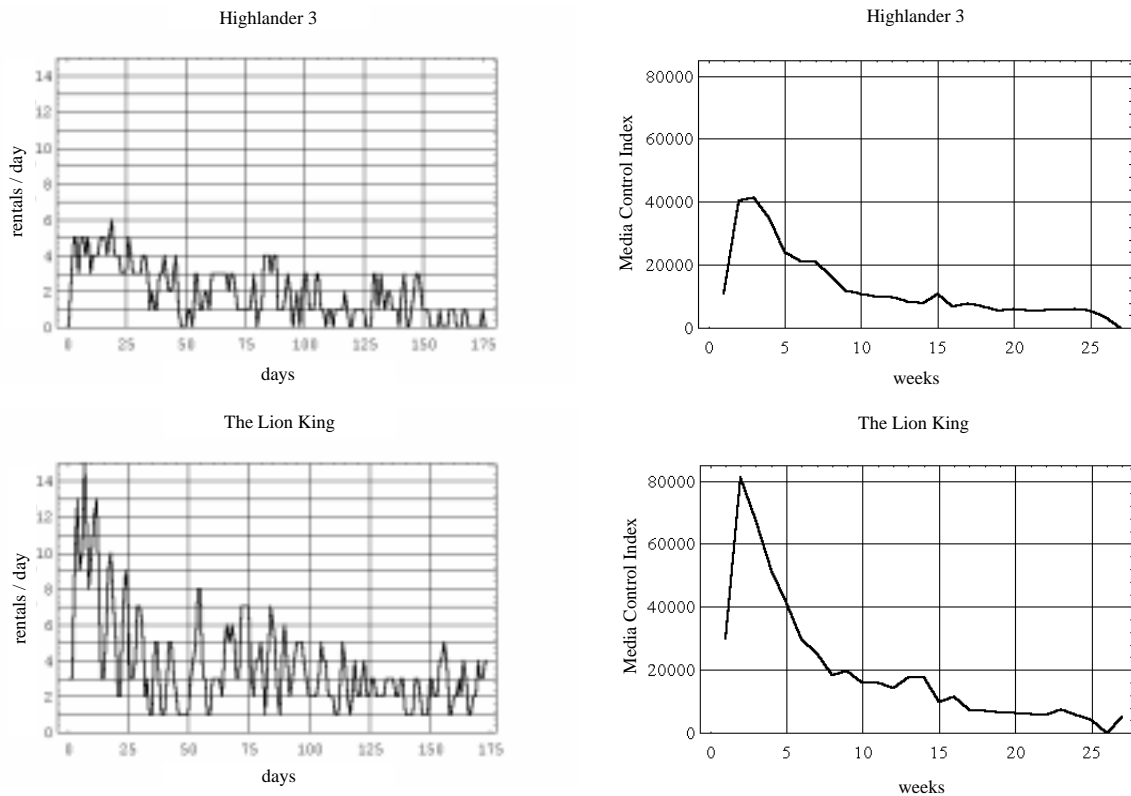 Highlander 3
rentals / day
14
12
10
8
6
4
2
0
0 25 50 75 100 125 150 175
days
Highlander 3
Media Control Index
80000
60000
40000
20000
0
0 5 10 15 20 25
weeks
The Lion King
rentals / day
14
12
10
8
6
4
2
0
0 25 50 75 100 125 150 175
days
The Lion King
Media Control Index
80000
60000
40000
20000
0
0 5 10 15 20 25
weeks